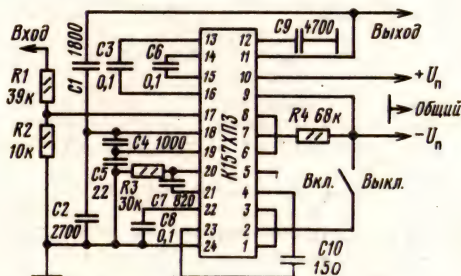 Вход
Выход
+Uп
Общий
-Uп
Вкл. Выкл.
К157ХП3
R1
39к
R2
10к
C1 1800
C2
2700
C3
0,1
C6
0,1
C4 1000
C5
22
R3
30к
C7 820
C8
0,1
C9 4700
R4 68к
C10
150
13
14
15
16
17
18
19
20
21
22
23
24
12
11
10
9
8
7
6
5
4
3
2
1